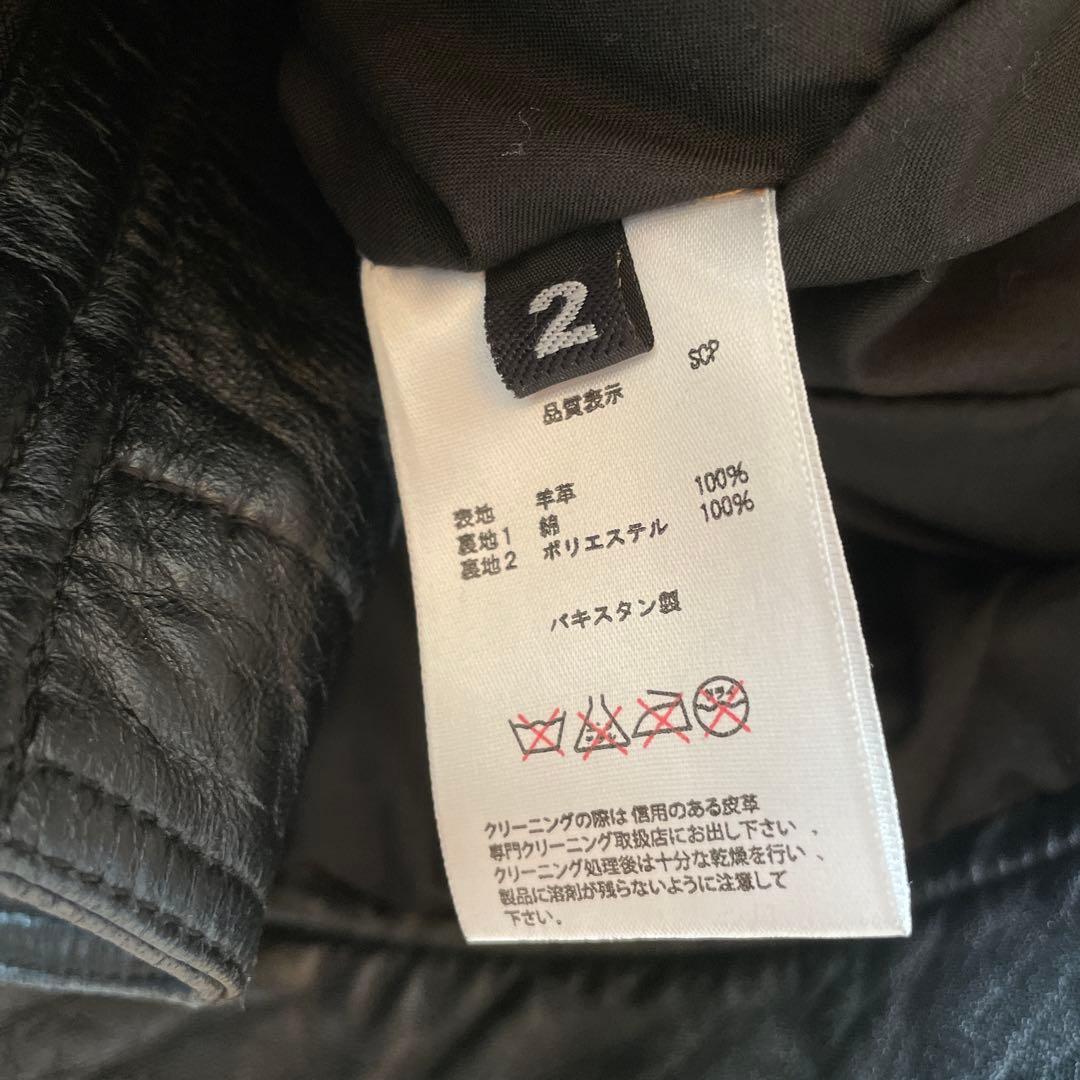 2
SCP
品質表示
表地 羊革
裏地1 綿 100%
裏地2 ポリエステル 100%
パキスタン製
クリーニングの際は 信用のある皮革
専門クリーニング取扱店にお出し下さい 、
クリーニング処理後は十分な乾燥を行い 、
製品に溶剤が残らないように注意して
下さい.